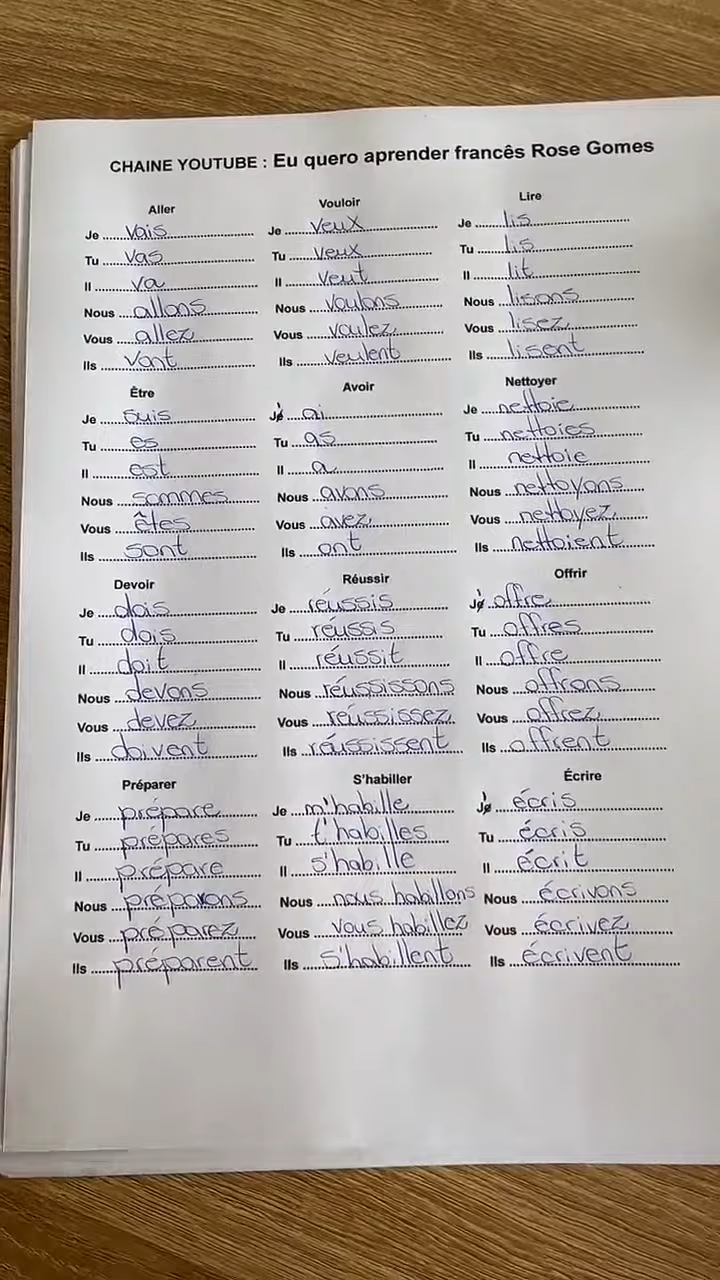 CHAINE YOUTUBE : Eu quero aprender francês Rose Gomes
Aller
Je vais
Tu vas
Il va
Nous allons
Vous allez
Ils vont
Vouloir
Je veux
Tu veux
Il veut
Nous voulons
Vous voulez
Ils veulent
Lire
Je lis
Tu lis
Il lit
Nous lisons
Vous lisez
Ils lisent
Être
Je suis
Tu es
Il est
Nous sommes
Vous êtes
Ils sont
Avoir
J' ai
Tu as
Il a
Nous avons
Vous avez
Ils ont
Nettoyer
Je nettoie
Tu nettoies
Il nettoie
Nous nettoyons
Vous nettoyez
Ils nettoient
Devoir
Je dois
Tu dois
Il doit
Nous devons
Vous devez
Ils doivent
Réussir
Je réussis
Tu réussis
Il réussit
Nous réussissons
Vous réussissez
Ils réussissent
Offrir
J' offre
Tu offres
Il offre
Nous offrons
Vous offrez
Ils offrent
Préparer
Je prépare
Tu prépares
Il prépare
Nous préparons
Vous préparez
Ils préparent
S'habiller
Je m'habille
Tu t'habilles
Il s'habille
Nous nous habillons
Vous vous habillez
Ils s'habillent
Écrire
J' écris
Tu écris
Il écrit
Nous écrivons
Vous écrivez
Ils écrivent